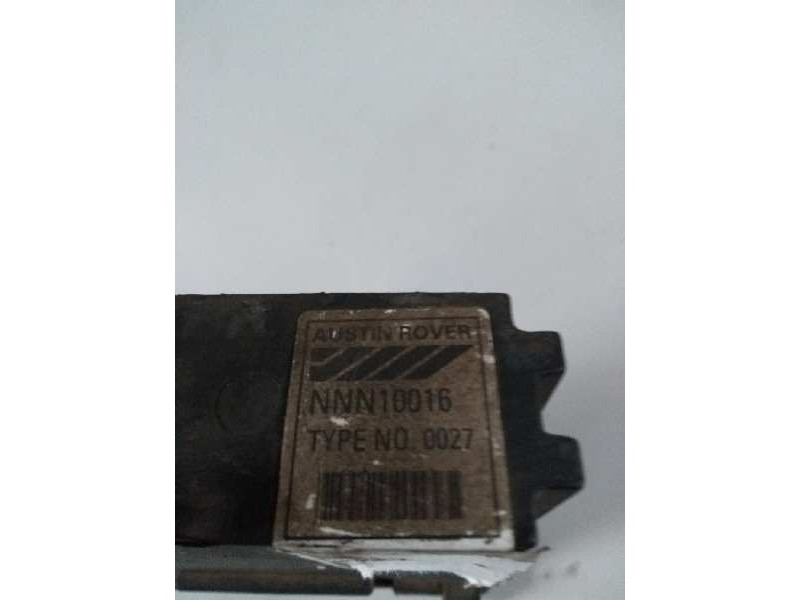 AUSTIN ROVER
NNN10016
TYPE NO. 0027